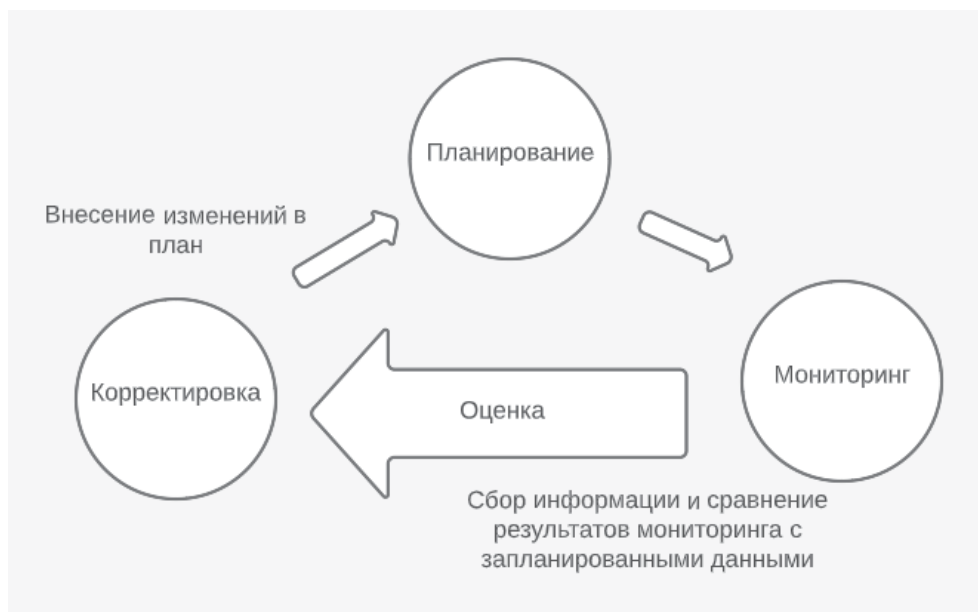 Планирование
Внесение изменений в
план
Корректировка
Оценка
Мониторинг
Сбор информации и сравнение
результатов мониторинга с
запланированными данными